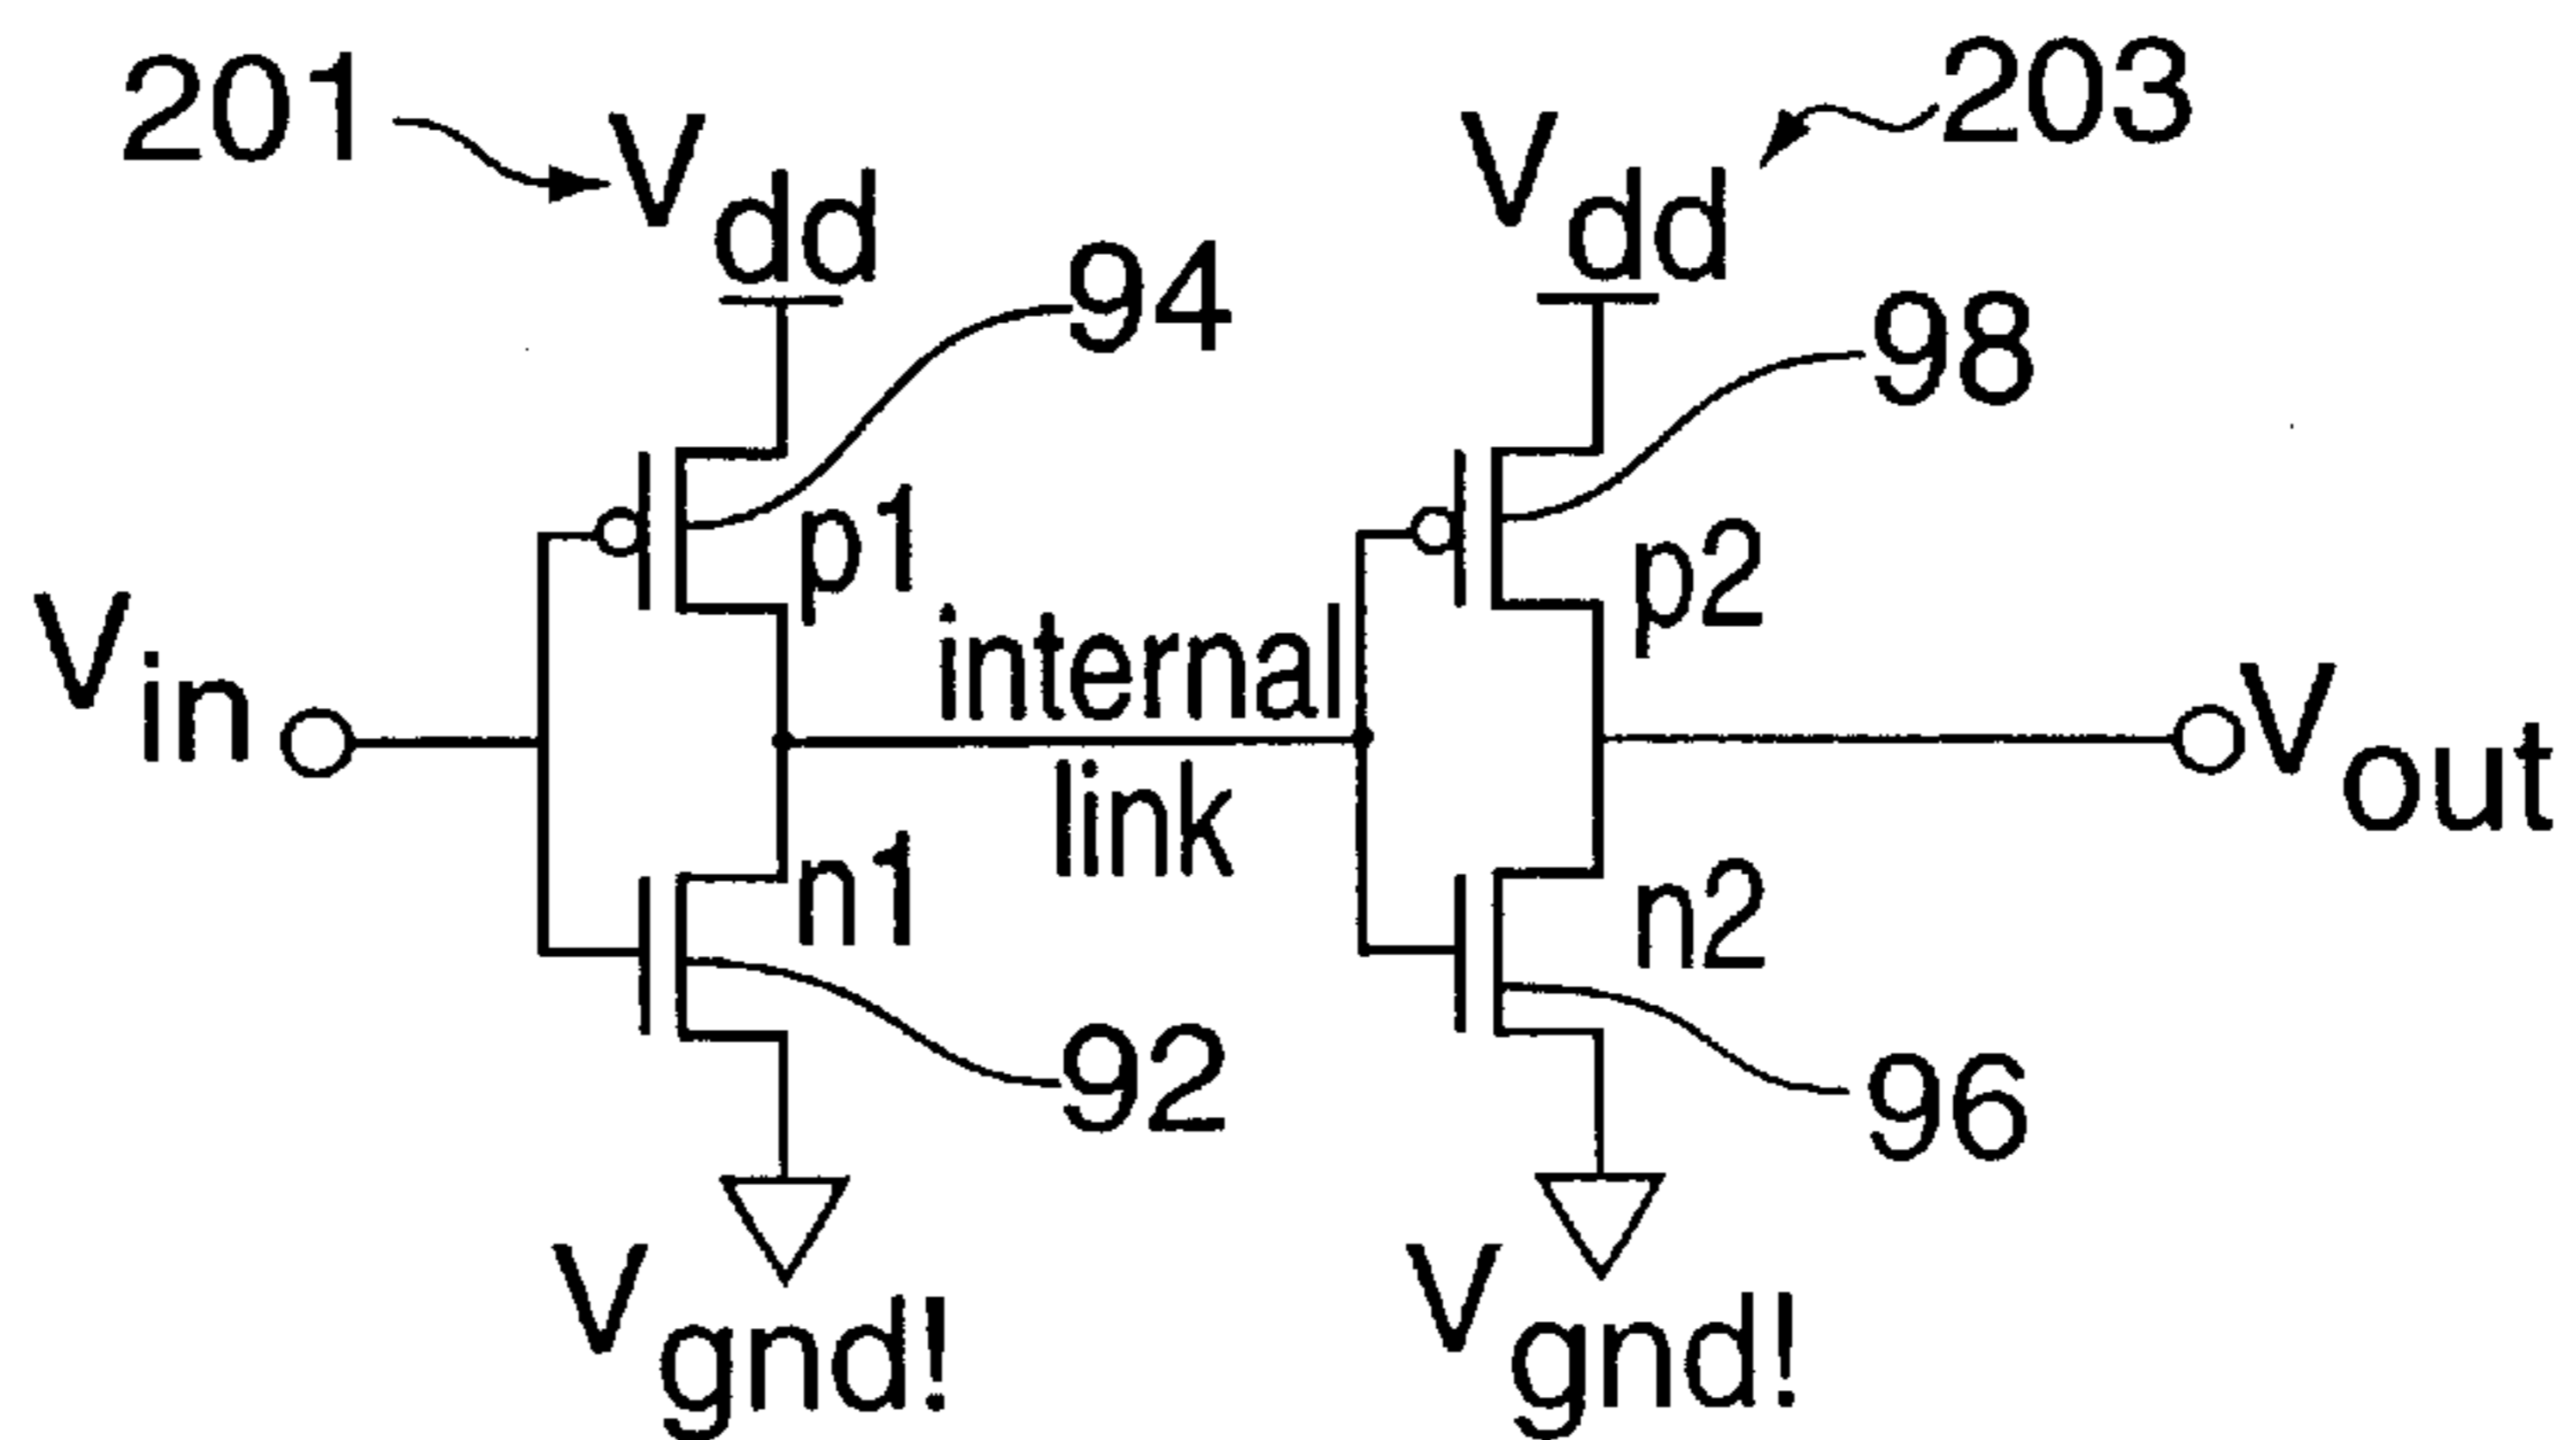 201
Vdd
Vdd
203
94
98
p1
p2
Vin
internal
link
Vout
n1
n2
92
96
Vgnd!
Vgnd!